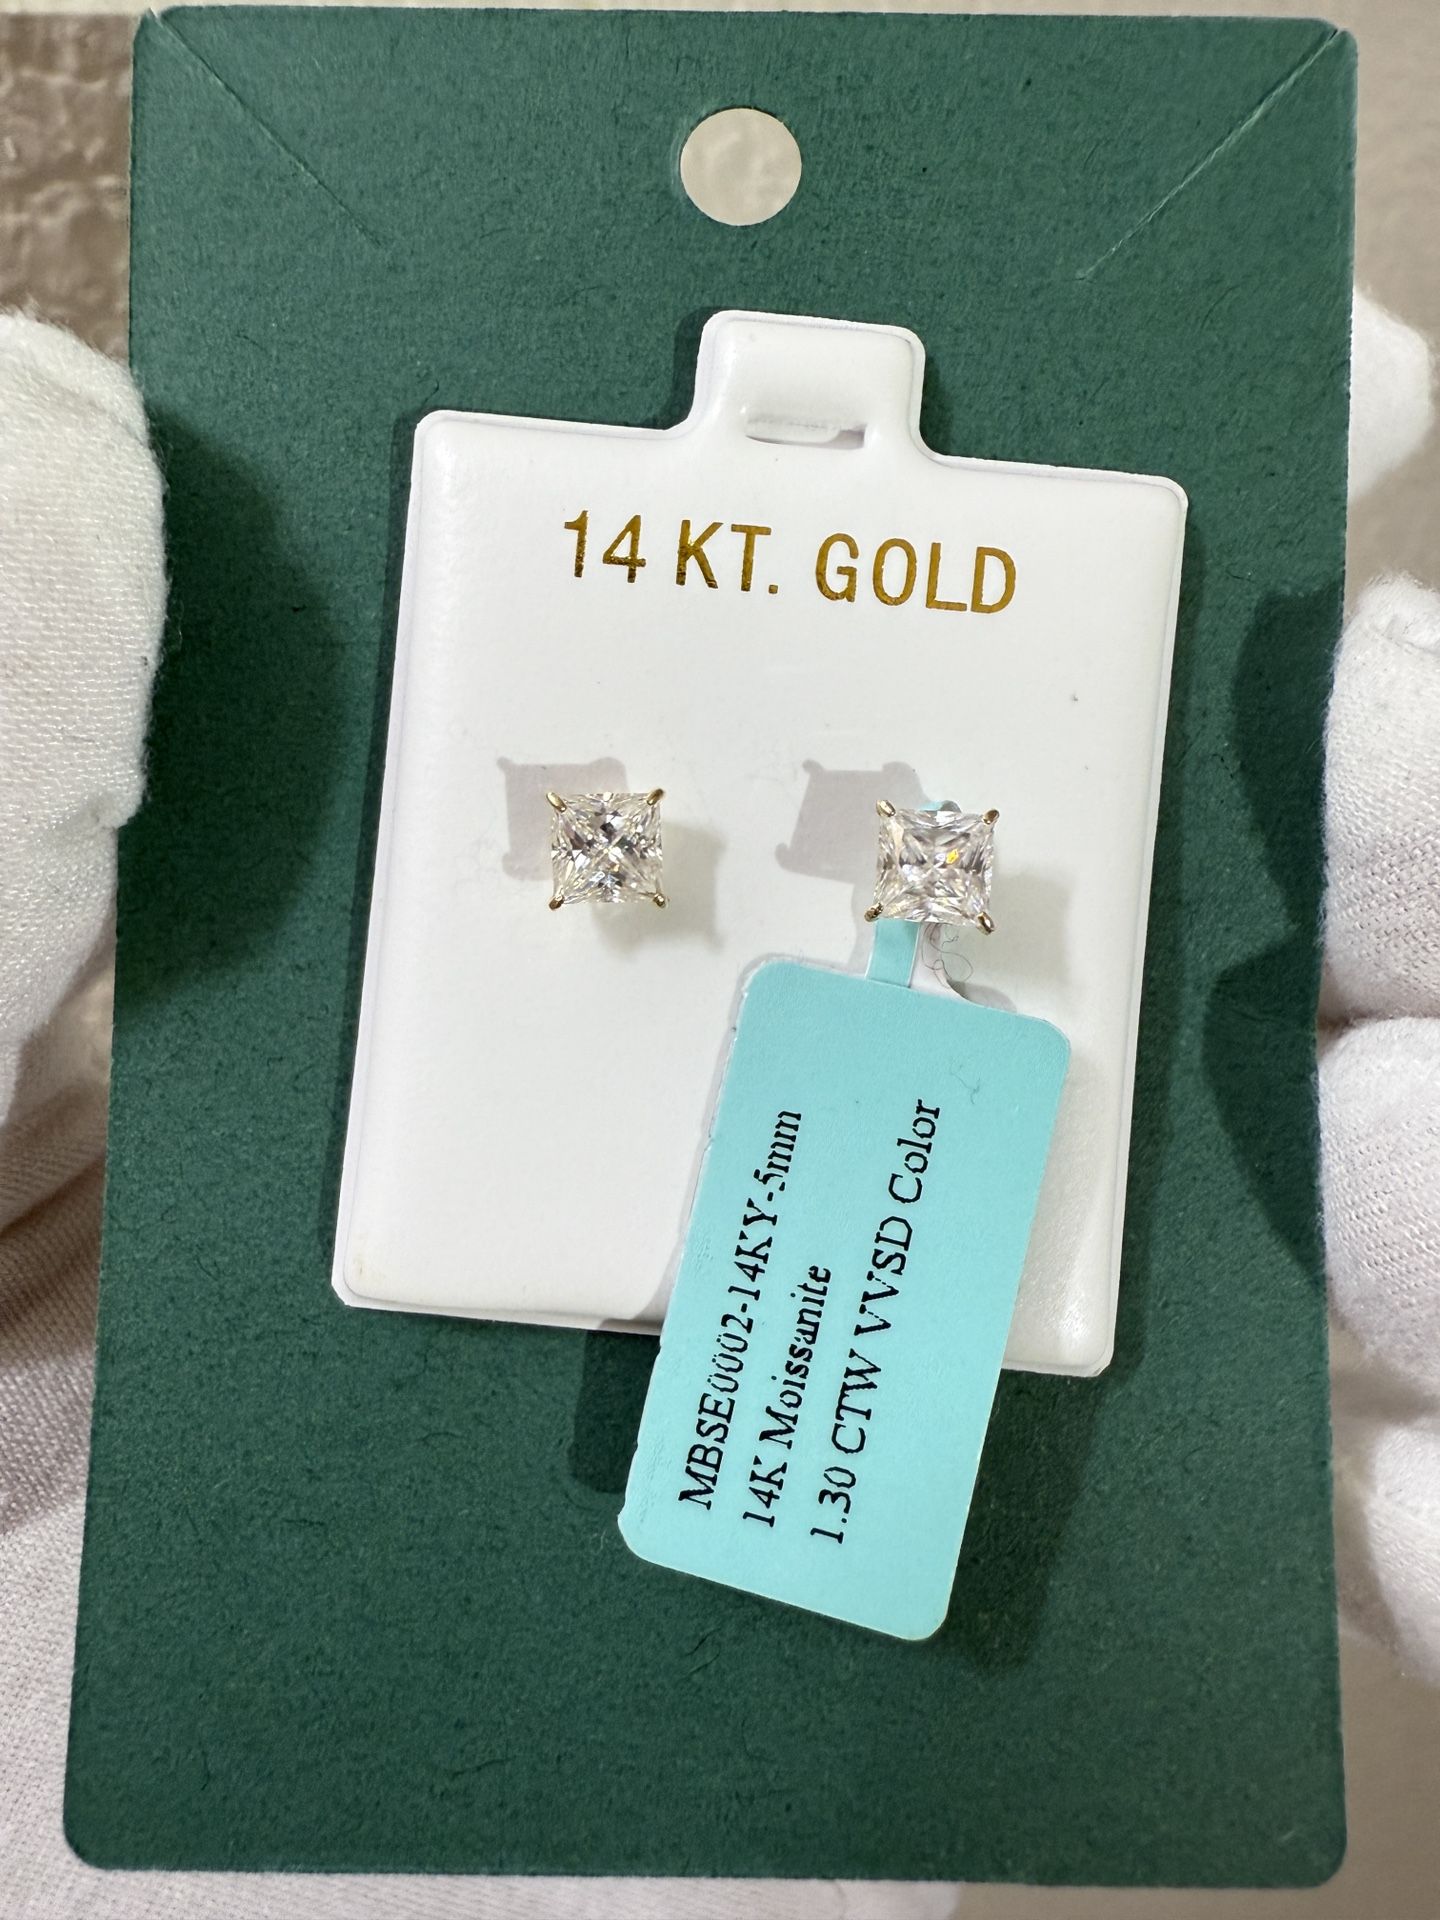 14 KT. GOLD
MBSE0002-14KY-5mm
14K Moissanite
1.30 CTW VVSD Color